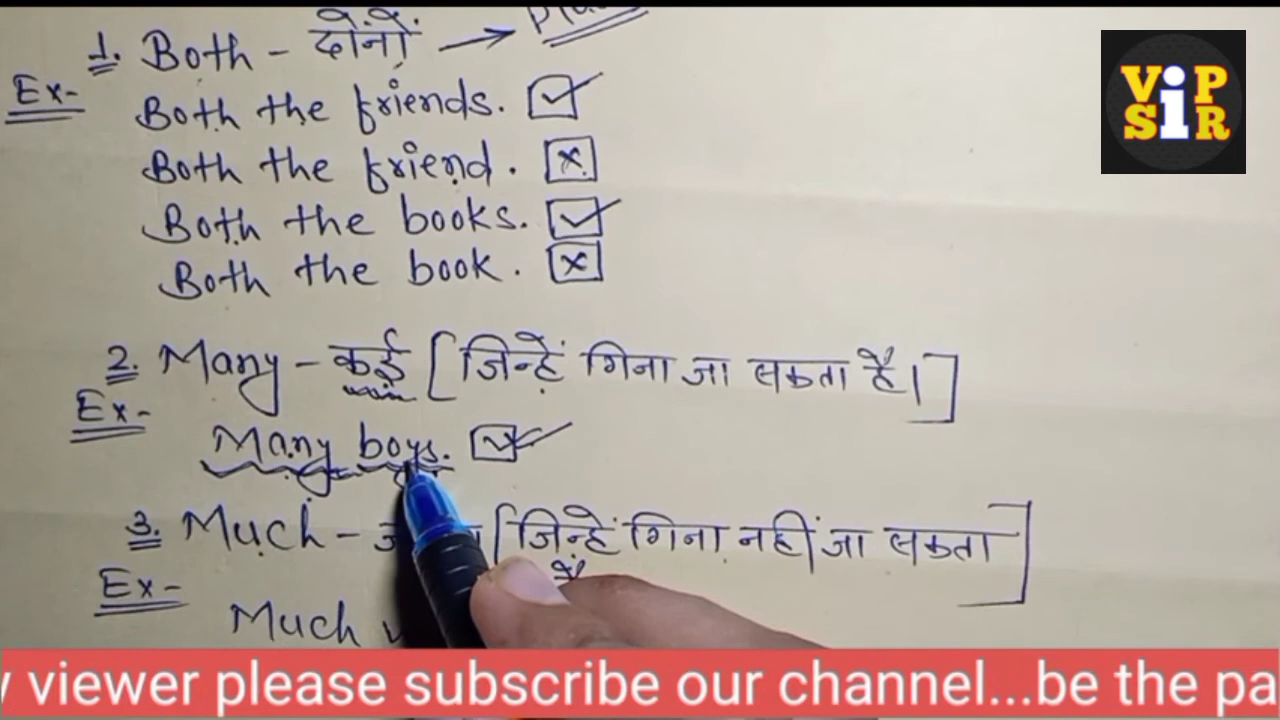 1. Both - दोनों →
Ex-
Both the friends.
Both the friend.
Both the books.
Both the book.
2. Many - कई [जिन्हें गिना जा सकता है।]
Ex-
Many boys.
3. Much - [जिन्हें गिना नहीं जा सकता है]
Ex-
Much
ViP
SiR
viewer please subscribe our channel...be the pa